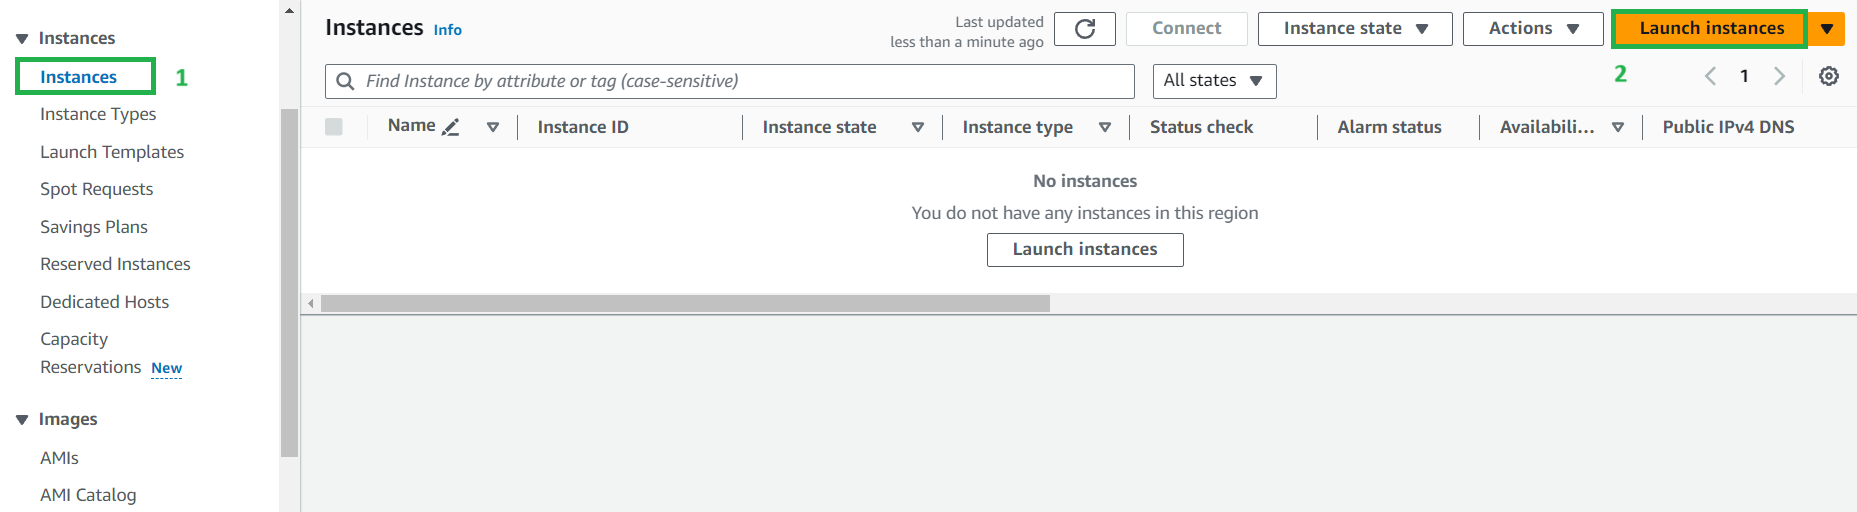 Instances
Instances 1
Instance Types
Launch Templates
Spot Requests
Savings Plans
Reserved Instances
Dedicated Hosts
Capacity
Reservations New
Images
AMIs
AMI Catalog
Instances Info
Last updated
less than a minute ago
Connect
Instance state
Actions
Launch instances
2
Find Instance by attribute or tag (case-sensitive)
All states
1
Name Instance ID Instance state Instance type Status check Alarm status Availabili... Public IPv4 DNS
No instances
You do not have any instances in this region
Launch instances